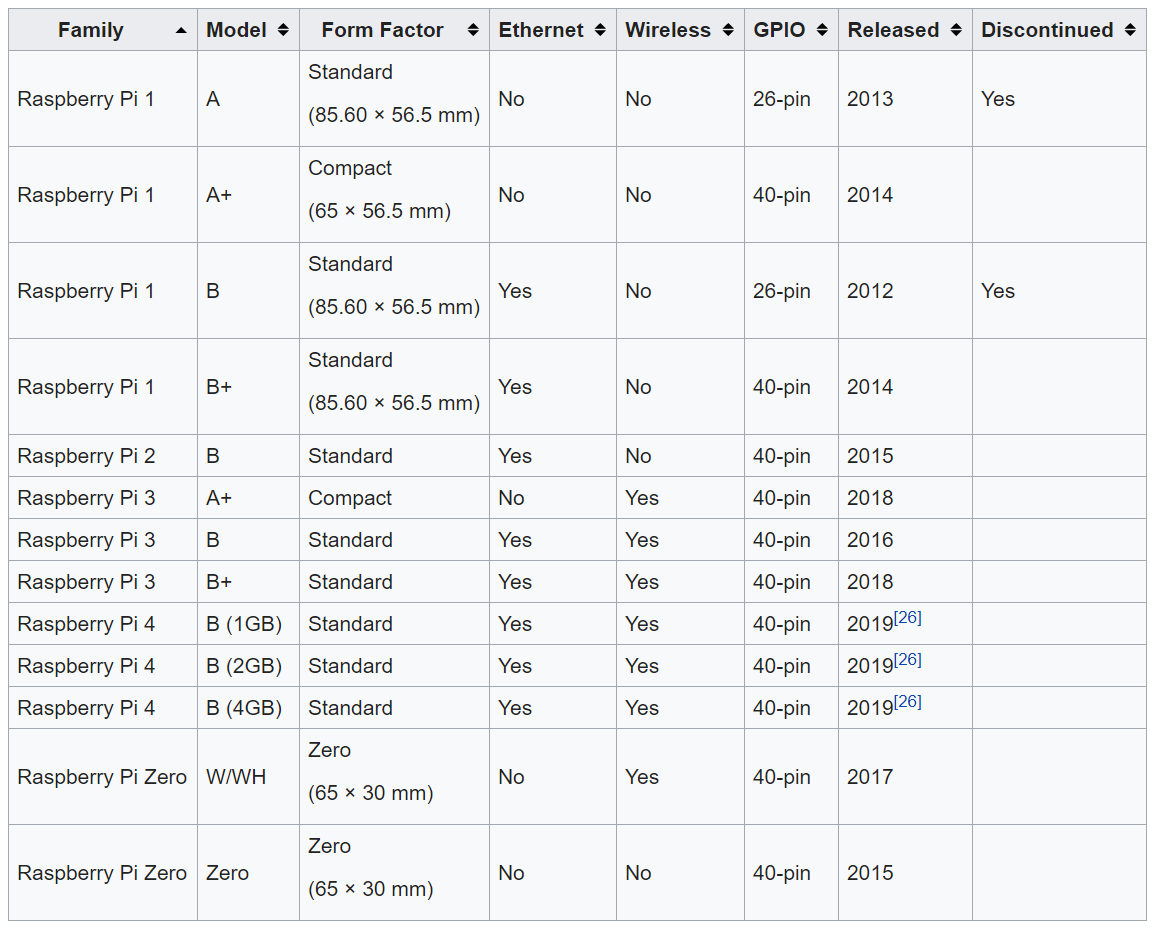 Family Model Form Factor Ethernet Wireless GPIO Released Discontinued
Raspberry Pi 1 A Standard
(85.60 × 56.5 mm) No No 26-pin 2013 Yes
Raspberry Pi 1 A+ Compact
(65 × 56.5 mm) No No 40-pin 2014
Raspberry Pi 1 B Standard
(85.60 × 56.5 mm) Yes No 26-pin 2012 Yes
Raspberry Pi 1 B+ Standard
(85.60 × 56.5 mm) Yes No 40-pin 2014
Raspberry Pi 2 B Standard Yes No 40-pin 2015
Raspberry Pi 3 A+ Compact No Yes 40-pin 2018
Raspberry Pi 3 B Standard Yes Yes 40-pin 2016
Raspberry Pi 3 B+ Standard Yes Yes 40-pin 2018
Raspberry Pi 4 B (1GB) Standard Yes Yes 40-pin 2019[26]
Raspberry Pi 4 B (2GB) Standard Yes Yes 40-pin 2019[26]
Raspberry Pi 4 B (4GB) Standard Yes Yes 40-pin 2019[26]
Raspberry Pi Zero W/WH Zero
(65 × 30 mm) No Yes 40-pin 2017
Raspberry Pi Zero Zero Zero
(65 × 30 mm) No No 40-pin 2015